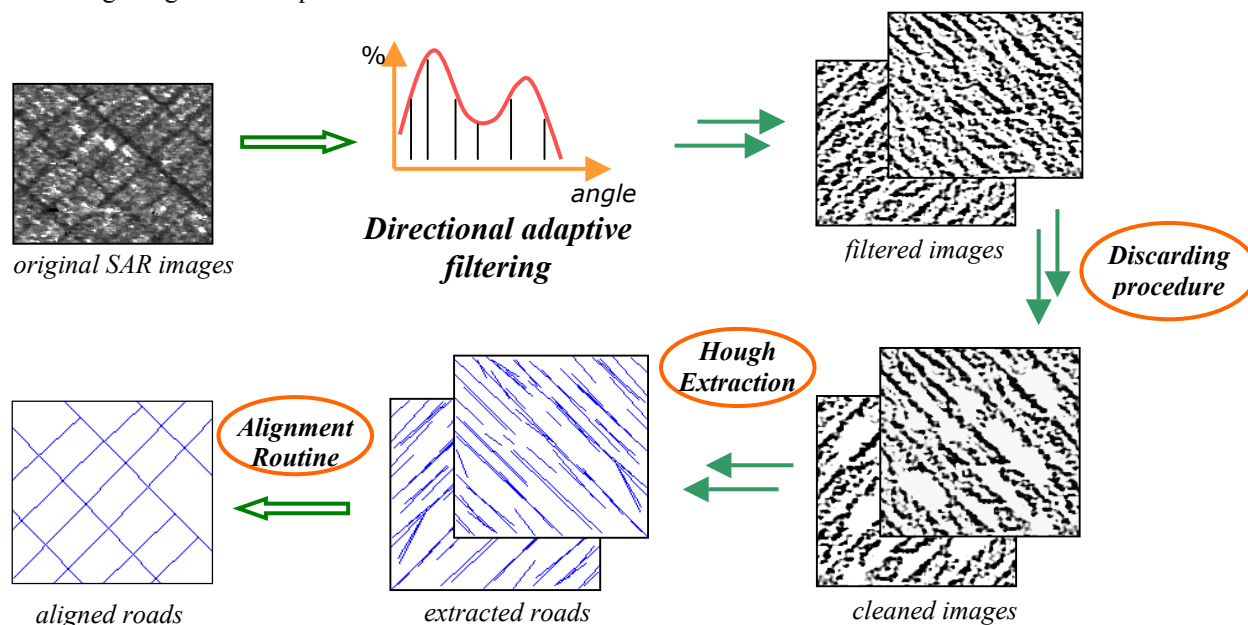 %
angle
Directional adaptive
filtering
original SAR images
filtered images
Discarding
procedure
Hough
Extraction
Alignment
Routine
aligned roads
extracted roads
cleaned images